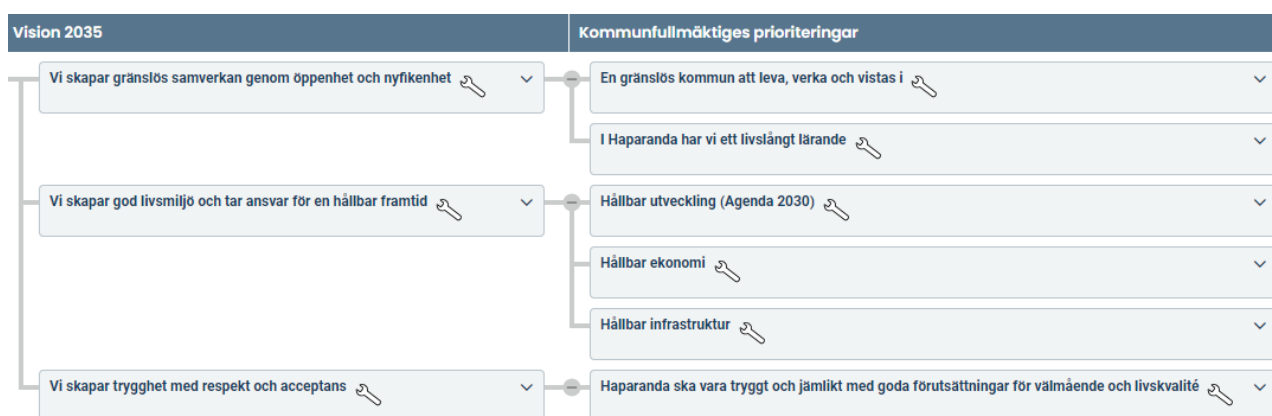 Vision 2035
Kommunfullmäktiges prioriteringar
Vi skapar gränslös samverkan genom öppenhet och nyfikenhet
En gränslös kommun att leva, verka och vistas i
I Haparanda har vi ett livslångt lärande
Vi skapar god livsmiljö och tar ansvar för en hållbar framtid
Hållbar utveckling (Agenda 2030)
Hållbar ekonomi
Hållbar infrastruktur
Vi skapar trygghet med respekt och acceptans
Haparanda ska vara tryggt och jämlikt med goda förutsättningar för välmående och livskvalité